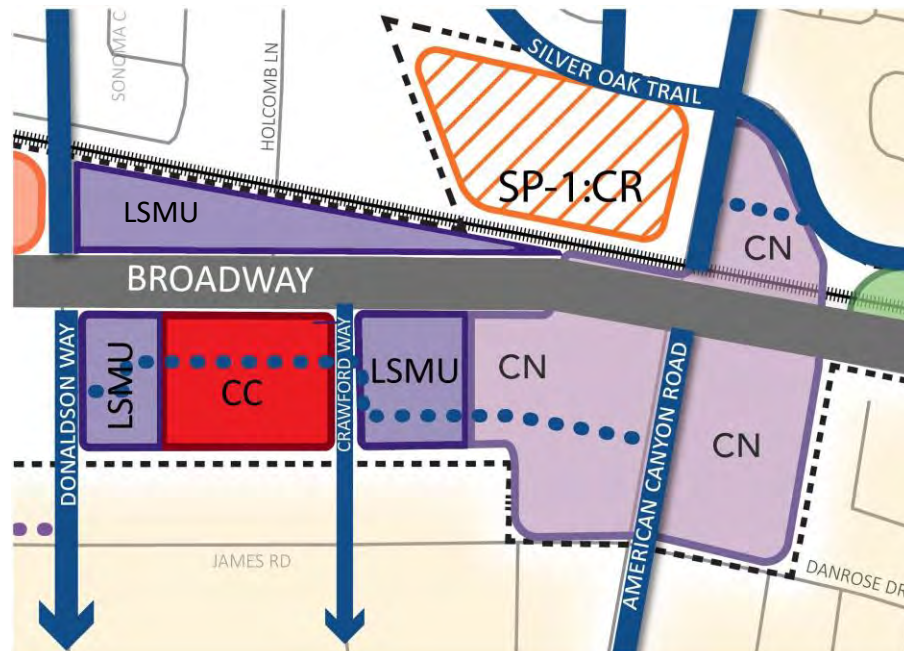 SONOMA C
HOLCOMB LN
SILVER OAK TRAIL
SP-1:CR
LSMU
CN
BROADWAY
DONALDSON WAY
LSMU
CC
CRAWFORD WAY
LSMU
CN
AMERICAN CANYON ROAD
CN
JAMES RD
DANROSE DR